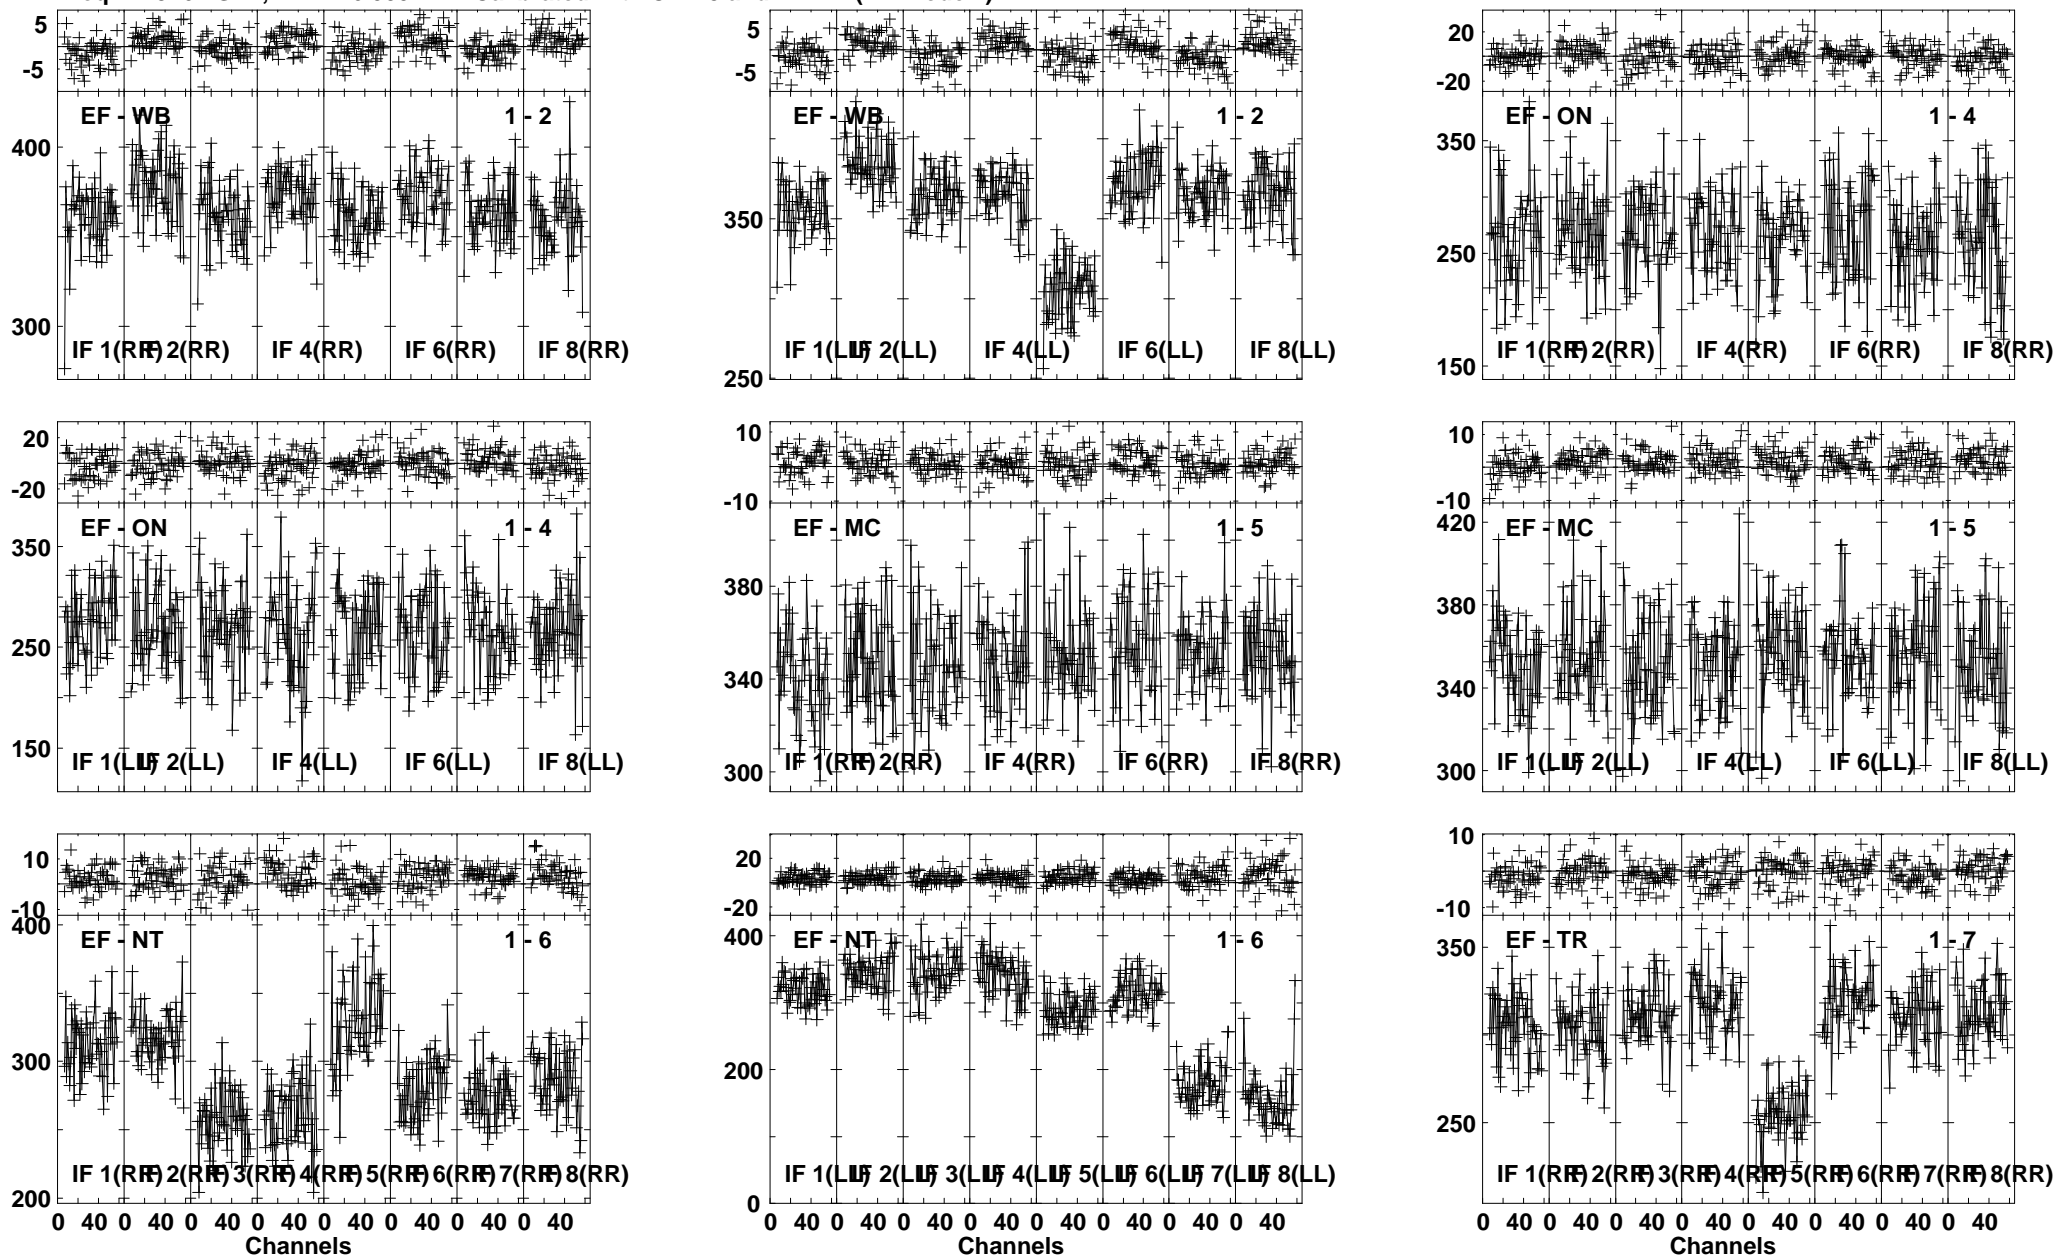 5
-5
EF - WB
1 - 2
400
300
IF 1(RR)
IF 2(RR)
IF 4(RR)
IF 6(RR)
IF 8(RR)
5
-5
EF - WB
1 - 2
350
250
IF 1(LL)
IF 2(LL)
IF 4(LL)
IF 6(LL)
IF 8(LL)
20
-20
EF - ON
1 - 4
350
250
150
IF 1(RR)
IF 2(RR)
IF 4(RR)
IF 6(RR)
IF 8(RR)
20
-20
EF - ON
1 - 4
350
250
150
IF 1(LL)
IF 2(LL)
IF 4(LL)
IF 6(LL)
IF 8(LL)
10
-10
EF - MC
1 - 5
380
340
300
IF 1(RR)
IF 2(RR)
IF 4(RR)
IF 6(RR)
IF 8(RR)
10
-10
EF - MC
1 - 5
420
380
340
300
IF 1(LL)
IF 2(LL)
IF 4(LL)
IF 6(LL)
IF 8(LL)
10
-10
EF - NT
1 - 6
400
300
200
IF 1(RR)
IF 2(RR)
IF 3(RR)
IF 4(RR)
IF 5(RR)
IF 6(RR)
IF 7(RR)
IF 8(RR)
0 40 0 40 0 40 0 40 0 40 0 40 0 40 0 40
Channels
20
-20
EF - NT
1 - 6
400
200
0
IF 1(LL)
IF 2(LL)
IF 3(LL)
IF 4(LL)
IF 5(LL)
IF 6(LL)
IF 7(LL)
IF 8(LL)
0 40 0 40 0 40 0 40 0 40 0 40 0 40 0 40
Channels
10
-10
EF - TR
1 - 7
350
250
IF 1(RR)
IF 2(RR)
IF 3(RR)
IF 4(RR)
IF 5(RR)
IF 6(RR)
IF 7(RR)
IF 8(RR)
0 40 0 40 0 40 0 40 0 40 0 40 0 40 0 40
Channels